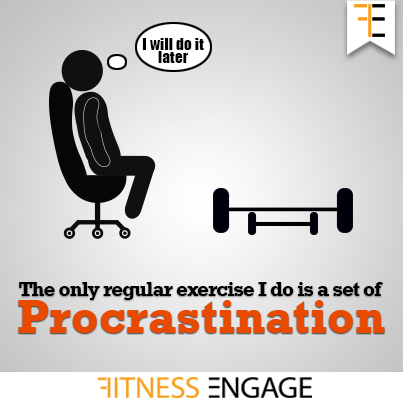 FE
I will do it
later
The only regular exercise I do is a set of
Procrastination
FITNESS ENGAGE